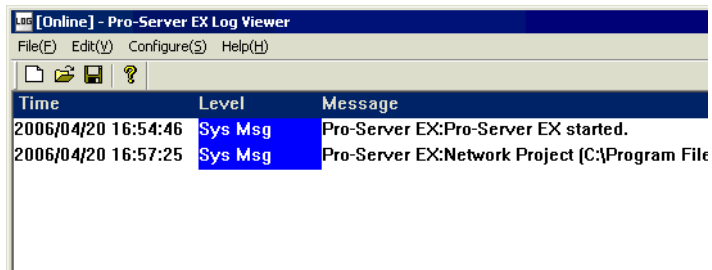 LOG [Online] - Pro-Server EX Log Viewer
File(F) Edit(V) Configure(S) Help(H)
Time Level Message
2006/04/20 16:54:46 Sys Msg Pro-Server EX:Pro-Server EX started.
2006/04/20 16:57:25 Sys Msg Pro-Server EX:Network Project (C:\Program File